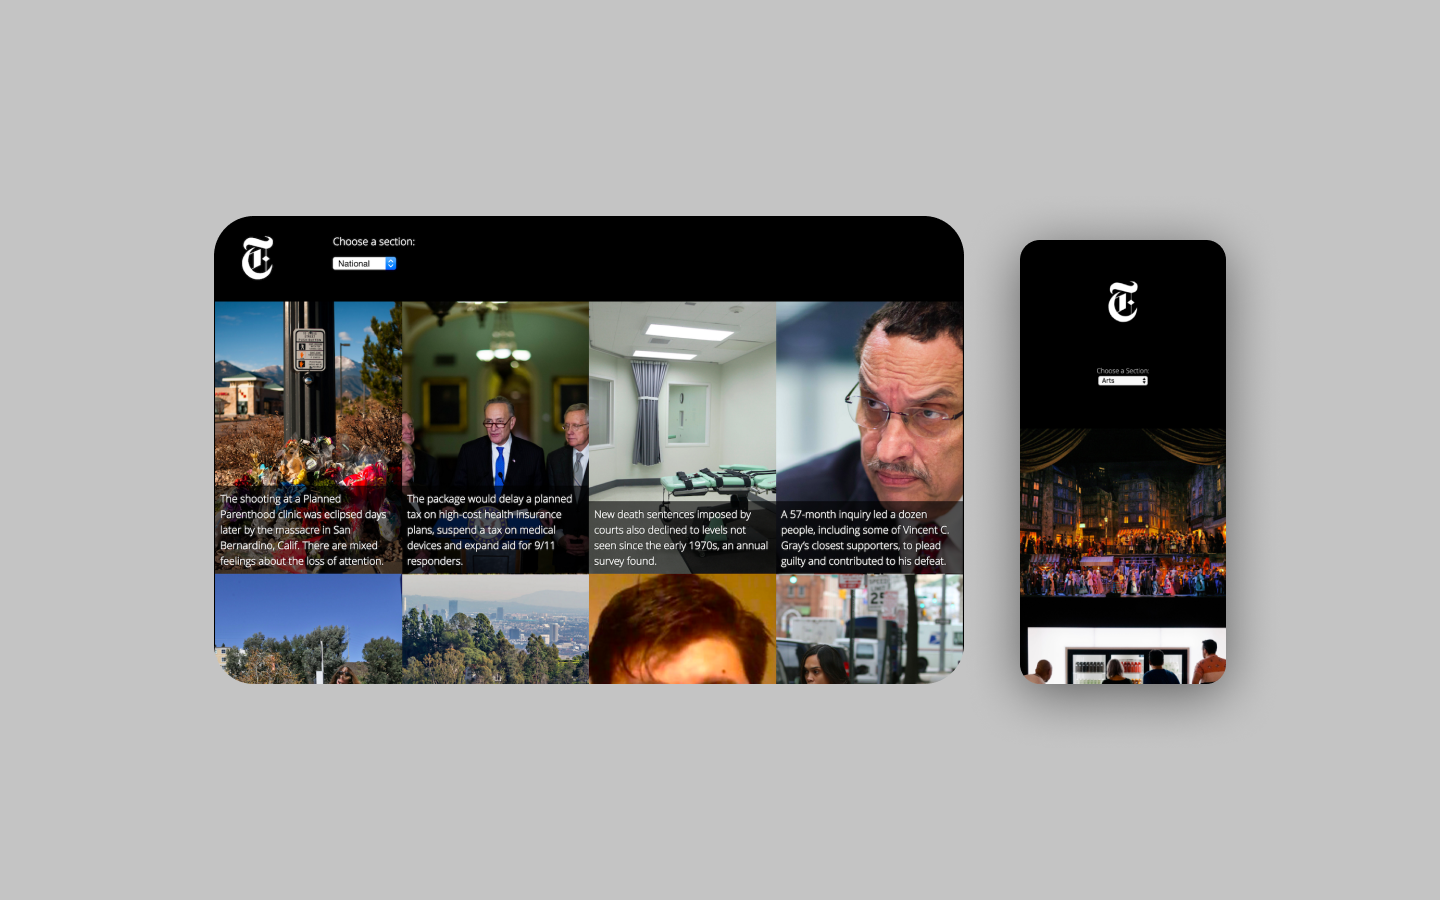 T
Choose a section:
National
The shooting at a Planned
Parenthood clinic was eclipsed days
later by the massacre in San
Bernardino, Calif. There are mixed
feelings about the loss of attention.
The package would delay a planned
tax on high-cost health insurance
plans, suspend a tax on medical
devices and expand aid for 9/11
responders.
New death sentences imposed by
courts also declined to levels not
seen since the early 1970s, an annual
survey found.
A 57-month inquiry led a dozen
people, including some of Vincent C.
Gray's closest supporters, to plead
guilty and contributed to his defeat.
SPEED
LIMIT
25
T
Choose a Section:
Arts